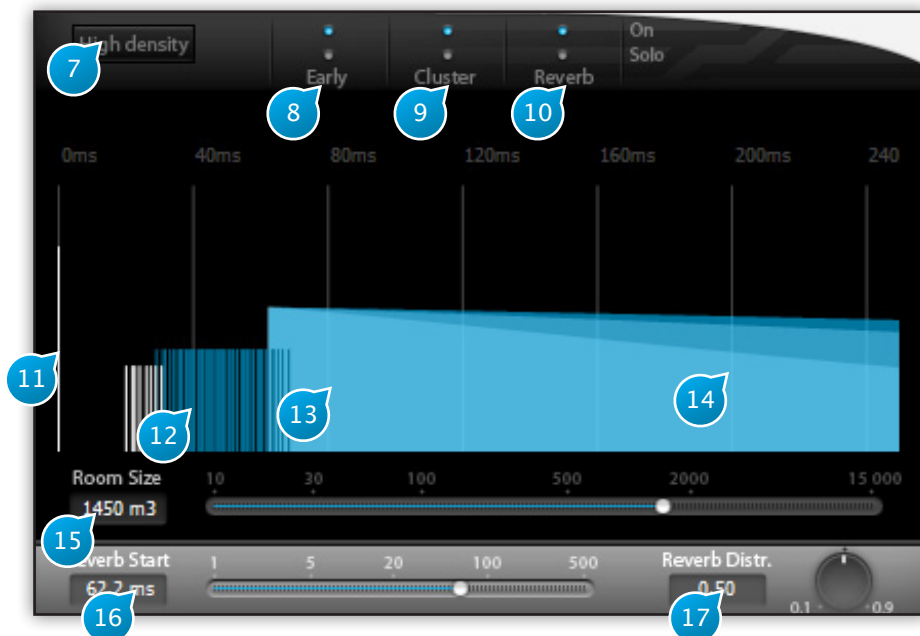 High density
On
Solo
Early Cluster Reverb
7 8 9 10
0ms 40ms 80ms 120ms 160ms 200ms 240
11
12 13 14
Room Size 10 30 100 500 2000 15 000
1450 m3
15
Reverb Start 1 5 20 100 500 Reverb Distr.
62.2 ms 0.50
0.1 0.9
16 17